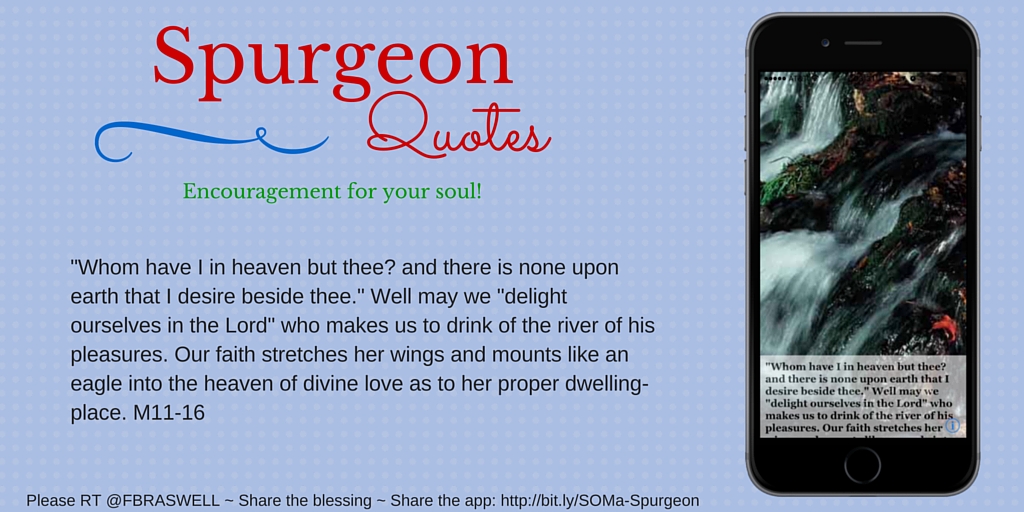 Spurgeon
Quotes
Encouragement for your soul!
"Whom have I in heaven but thee? and there is none upon
earth that I desire beside thee." Well may we "delight
ourselves in the Lord" who makes us to drink of the river of his
pleasures. Our faith stretches her wings and mounts like an
eagle into the heaven of divine love as to her proper dwelling-
place. M11-16
Please RT @FBRASWELL ~ Share the blessing ~ Share the app: http://bit.ly/SOMa-Spurgeon
"Whom have I in heaven but thee?
and there is none upon earth that I
desire beside thee." Well may we
"delight ourselves in the Lord" who
makes us to drink of the river of his
pleasures. Our faith stretches her